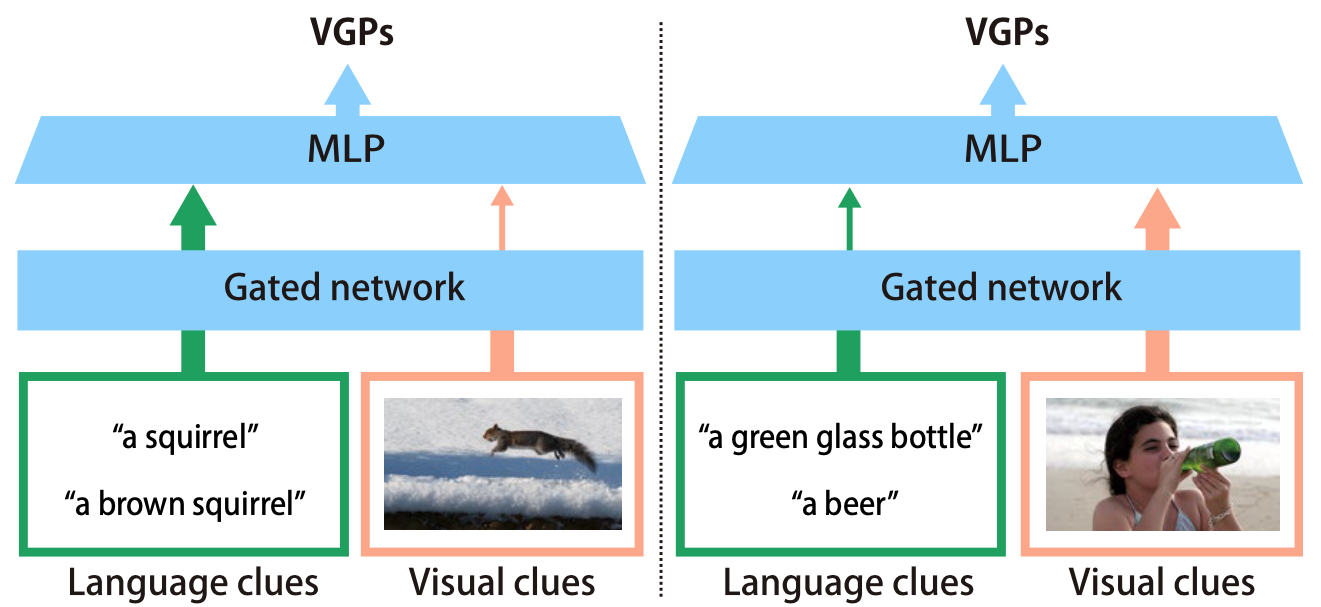 VGPs
MLP
Gated network
“a squirrel”
“a brown squirrel”
Language clues
Visual clues
VGPs
MLP
Gated network
“a green glass bottle”
“a beer”
Language clues
Visual clues